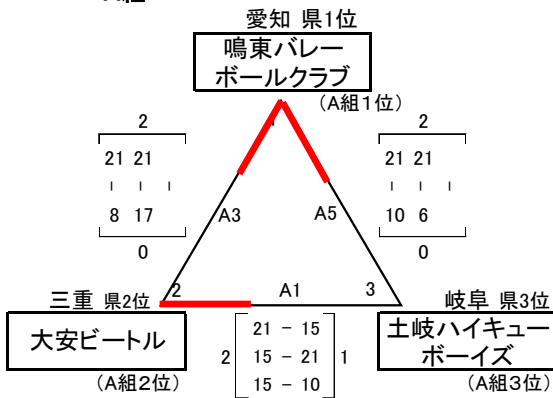 愛知 県1位
鳴東バレー
ボールクラブ
(A組1位)
2
21 21
- - -
8 17
0
A3
2
21 21
- - -
10 6
0
A5
三重 県2位
2
A1
3
岐阜 県3位
大安ビートル
(A組2位)
2
21 - 15
15 - 21
15 - 10
1
土岐ハイキュー
ボーイズ
(A組3位)